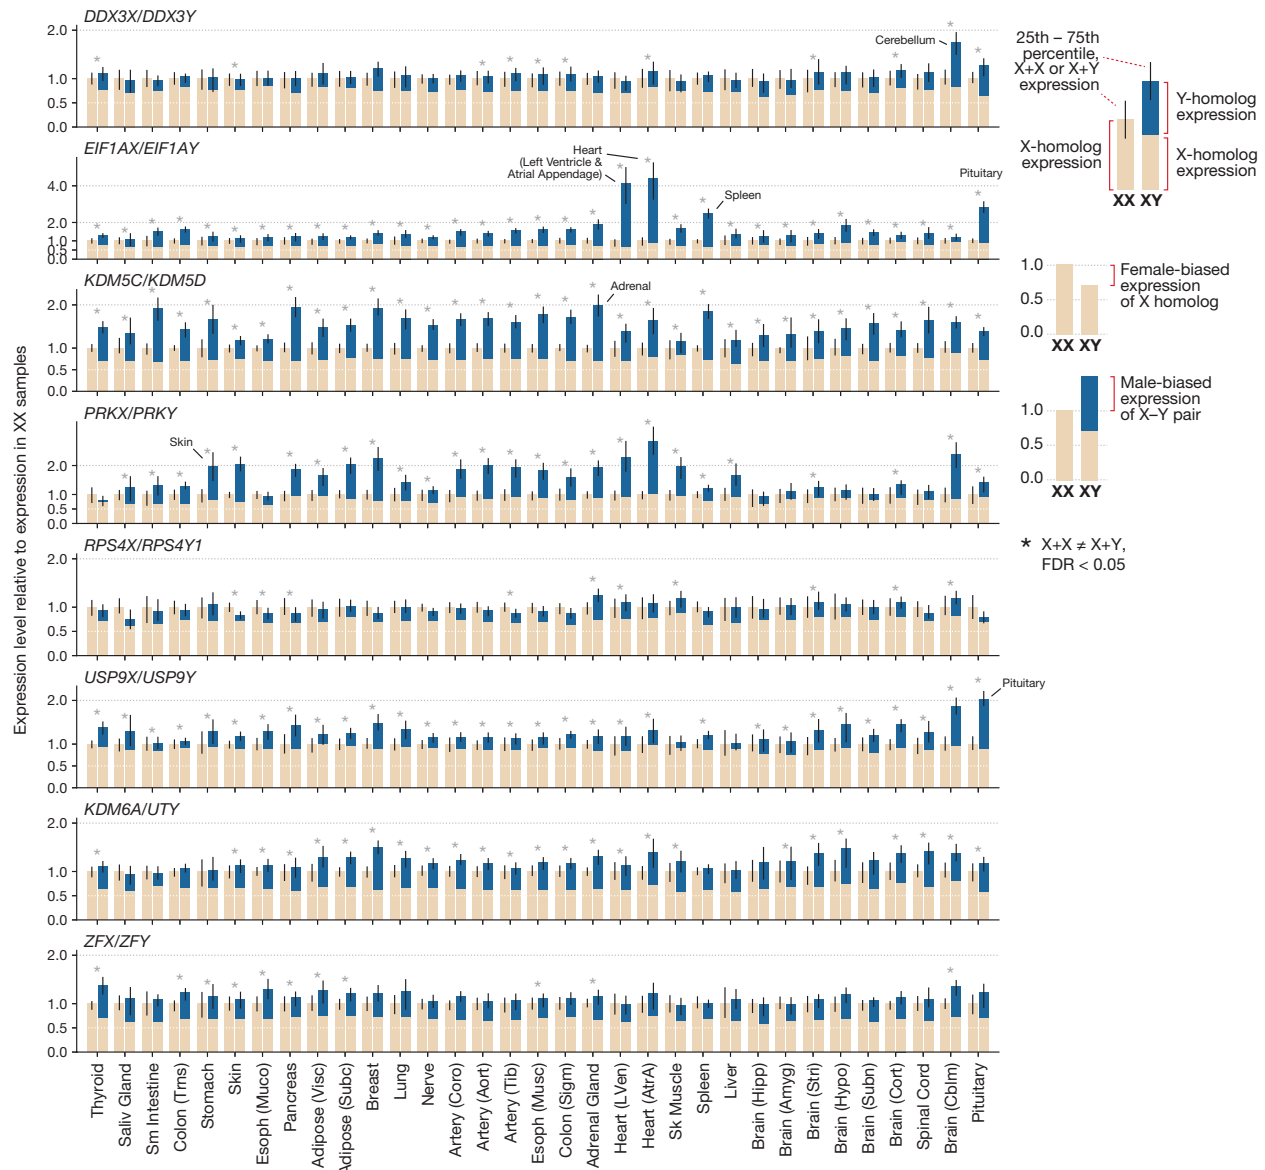 Expression level relative to expression in XX samples
DDX3X/DDX3Y
2.0
1.0
0.5
0.0
*
*
*
*
*
*
*
*
*
*
Cerebellum
EIF1AX/EIF1AY
4.0
2.0
1.0
0.5
0.0
Heart
(Left Ventricle &
Atrial Appendage)
Spleen
Pituitary
KDM5C/KDM5D
2.0
1.0
0.0
Adrenal
PRKX/PRKY
2.0
1.0
0.5
0.0
Skin
RPS4X/RPS4Y1
2.0
1.0
0.5
0.0
USP9X/USP9Y
2.0
1.0
0.0
Pituitary
KDM6A/UTY
2.0
1.0
0.5
0.0
ZFX/ZFY
2.0
1.0
0.5
0.0
Thyroid
Saliv Gland
Sm Intestine
Colon (Trns)
Stomach
Skin
Esoph (Muco)
Pancreas
Adipose (Visc)
Adipose (Subc)
Breast
Lung
Nerve
Artery (Coro)
Artery (Aort)
Artery (Tib)
Esoph (Musc)
Colon (Sigm)
Adrenal Gland
Heart (LVen)
Heart (AtrA)
Sk Muscle
Spleen
Liver
Brain (Hipp)
Brain (Amyg)
Brain (Stri)
Brain (Hypo)
Brain (Subn)
Brain (Cort)
Spinal Cord
Brain (Cblm)
Pituitary
25th – 75th
percentile,
X+X or X+Y
expression
X-homolog
expression
Y-homolog
expression
X-homolog
expression
XX XY
1.0
0.5
0.0
XX XY
Female-biased
expression
of X homolog
1.0
0.5
0.0
XX XY
Male-biased
expression
of X–Y pair
* X+X ≠ X+Y,
FDR < 0.05